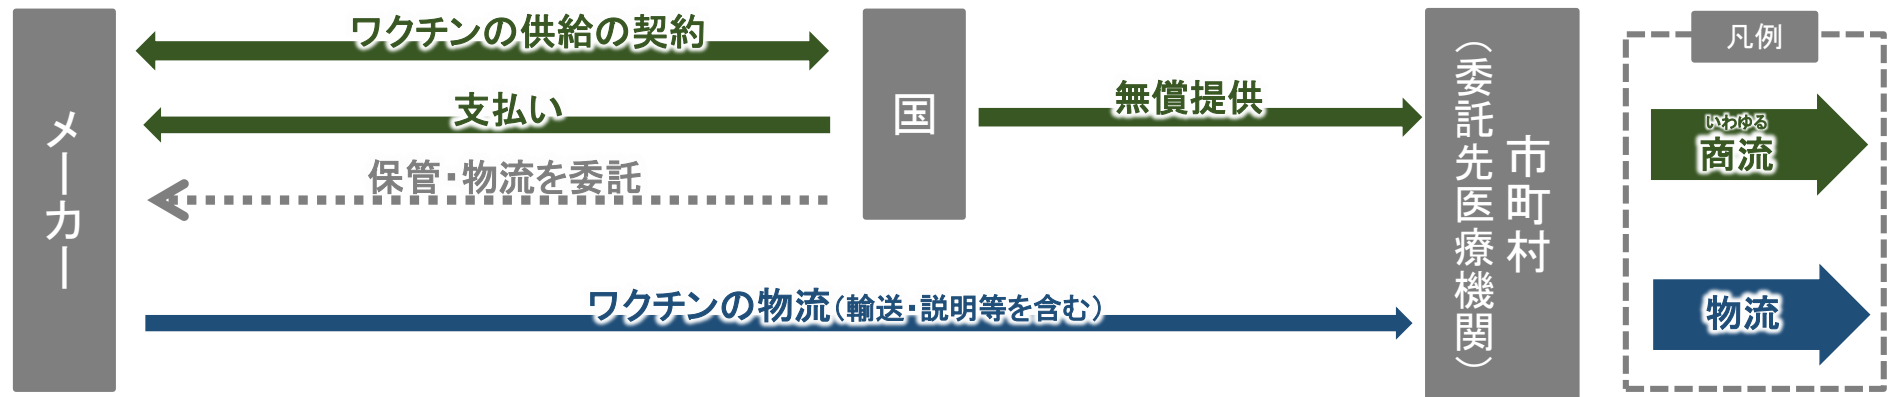 メーカー
ワクチンの供給の契約
支払い
保管・物流を委託
国
無償提供
ワクチンの物流(輸送・説明等を含む)
市町村
(委託先医療機関)
凡例
いわゆる
商流
物流